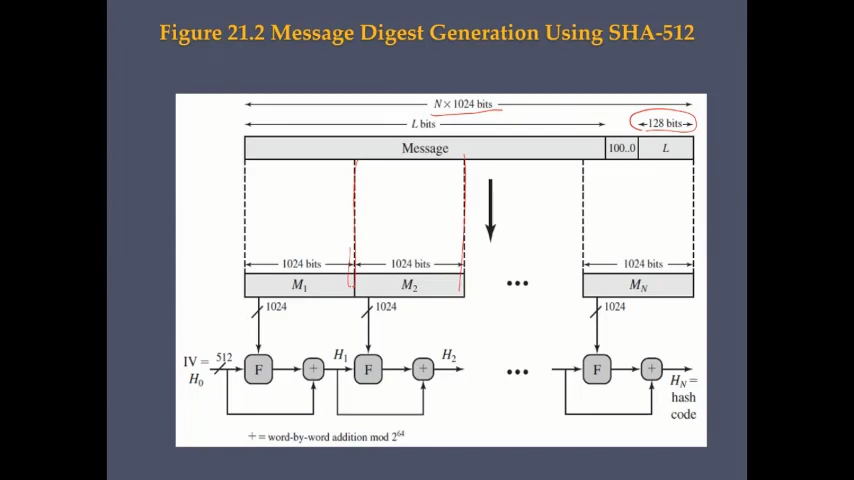 Figure 21.2 Message Digest Generation Using SHA-512
N × 1024 bits
L bits
128 bits
Message 100..0 L
1024 bits 1024 bits 1024 bits
M1 M2 ••• MN
1024 1024 1024
IV = H0 512 F + H1 F + H2 ••• F + HN = hash code
+ = word-by-word addition mod 2^64